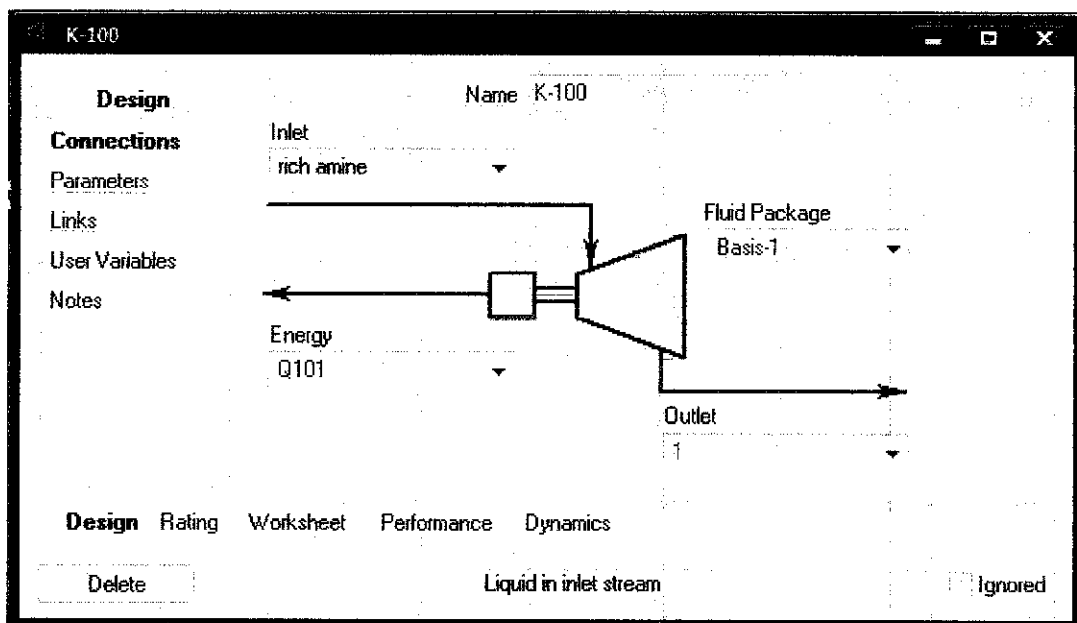 K-100
Design
Name K-100
Connections
Inlet
rich amine
Parameters
Links
Fluid Package
Basis-1
User Variables
Notes
Energy
Q101
Outlet
1
Design Rating Worksheet Performance Dynamics
Delete Liquid in inlet stream Ignored